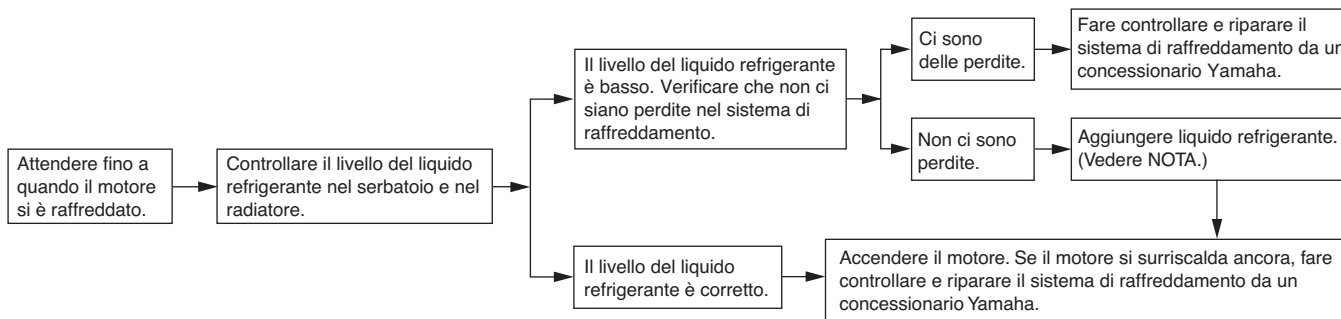 Attendere fino a
quando il motore
si è raffreddato.
Controllare il livello del liquido
refrigerante nel serbatoio e nel
radiatore.
Il livello del liquido refrigerante
è basso. Verificare che non ci
siano perdite nel sistema di
raffreddamento.
Ci sono
delle perdite.
Fare controllare e riparare il
sistema di raffreddamento da un
concessionario Yamaha.
Non ci sono
perdite.
Aggiungere liquido refrigerante.
(Vedere NOTA.)
Il livello del liquido
refrigerante è corretto.
Accendere il motore. Se il motore si surriscalda ancora, fare
controllare e riparare il sistema di raffreddamento da un
concessionario Yamaha.